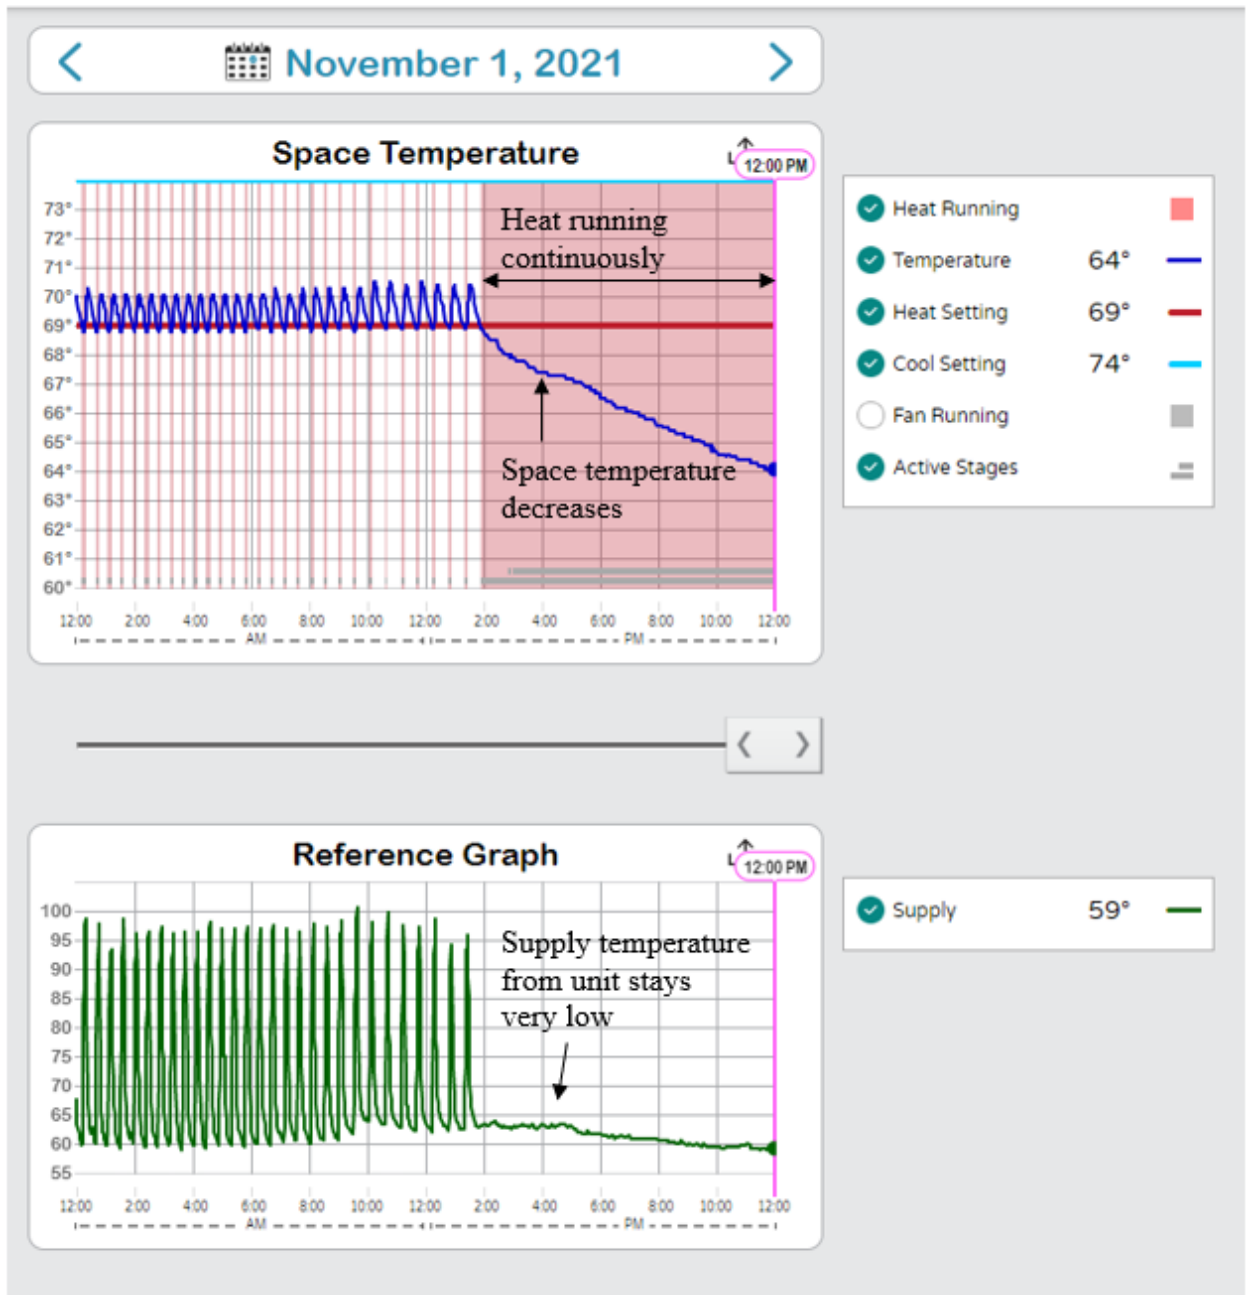 November 1, 2021
Space Temperature
12:00 PM
73°
72°
71°
70°
69°
68°
67°
66°
65°
64°
63°
62°
61°
60°
Heat running
continuously
Space temperature
decreases
12:00 2:00 4:00 6:00 8:00 10:00 12:00 2:00 4:00 6:00 8:00 10:00 12:00
AM PM
Heat Running
Temperature 64°
Heat Setting 69°
Cool Setting 74°
Fan Running
Active Stages
Reference Graph
12:00 PM
100
95
90
85
80
75
70
65
60
55
Supply temperature
from unit stays
very low
12:00 2:00 4:00 6:00 8:00 10:00 12:00 2:00 4:00 6:00 8:00 10:00 12:00
AM PM
Supply 59°